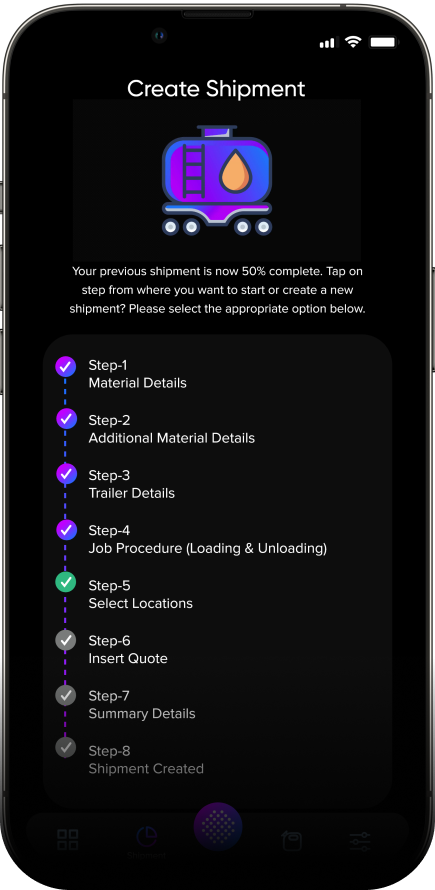 Create Shipment
Your previous shipment is now 50% complete. Tap on
step from where you want to start or create a new
shipment? Please select the appropriate option below.
Step-1
Material Details
Step-2
Additional Material Details
Step-3
Trailer Details
Step-4
Job Procedure (Loading & Unloading)
Step-5
Select Locations
Step-6
Insert Quote
Step-7
Summary Details
Step-8
Shipment Created